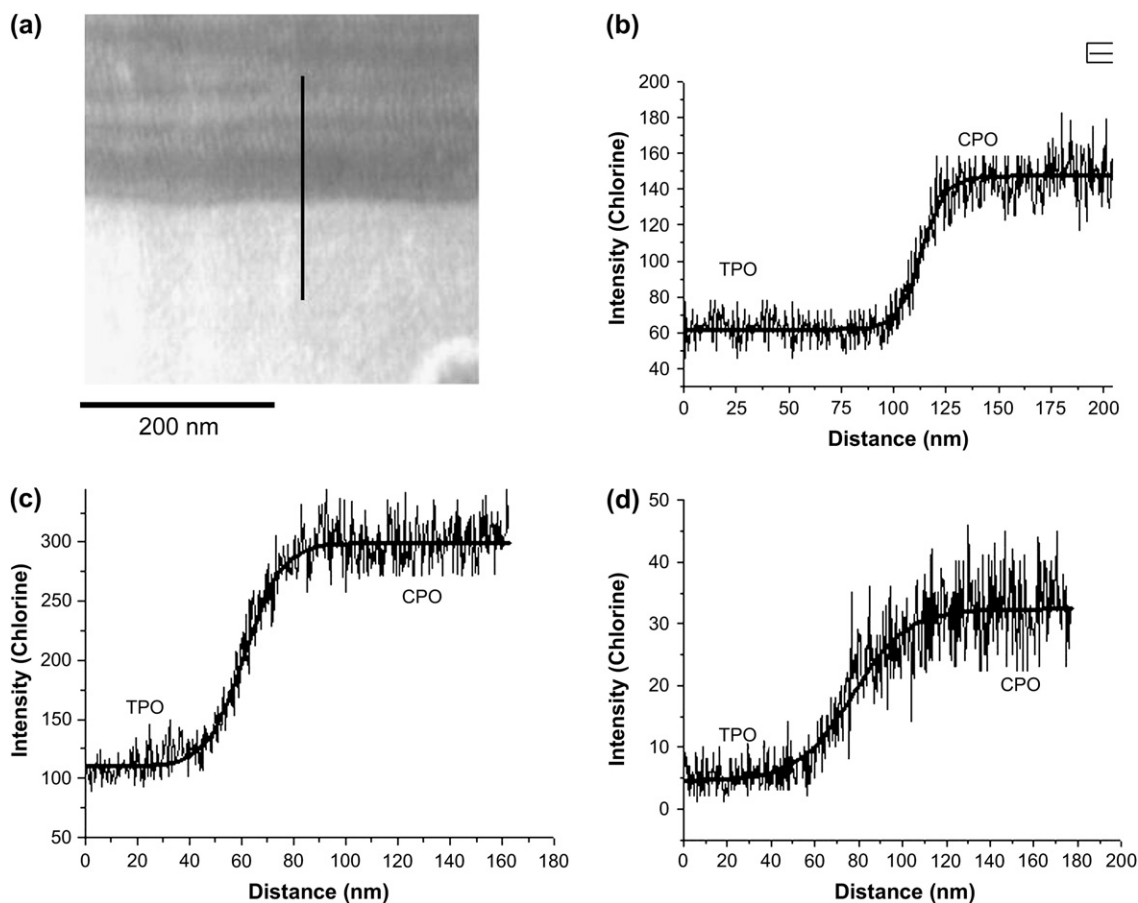 (a)
200 nm
(b)
Intensity (Chlorine)
200
180
160
140
120
100
80
60
40
TPO
CPO
0 25 50 75 100 125 150 175 200
Distance (nm)
(c)
Intensity (Chlorine)
300
250
200
150
100
50
TPO
CPO
0 20 40 60 80 100 120 140 160 180
Distance (nm)
(d)
Intensity (Chlorine)
50
40
30
20
10
0
TPO
CPO
0 20 40 60 80 100 120 140 160 180 200
Distance (nm)